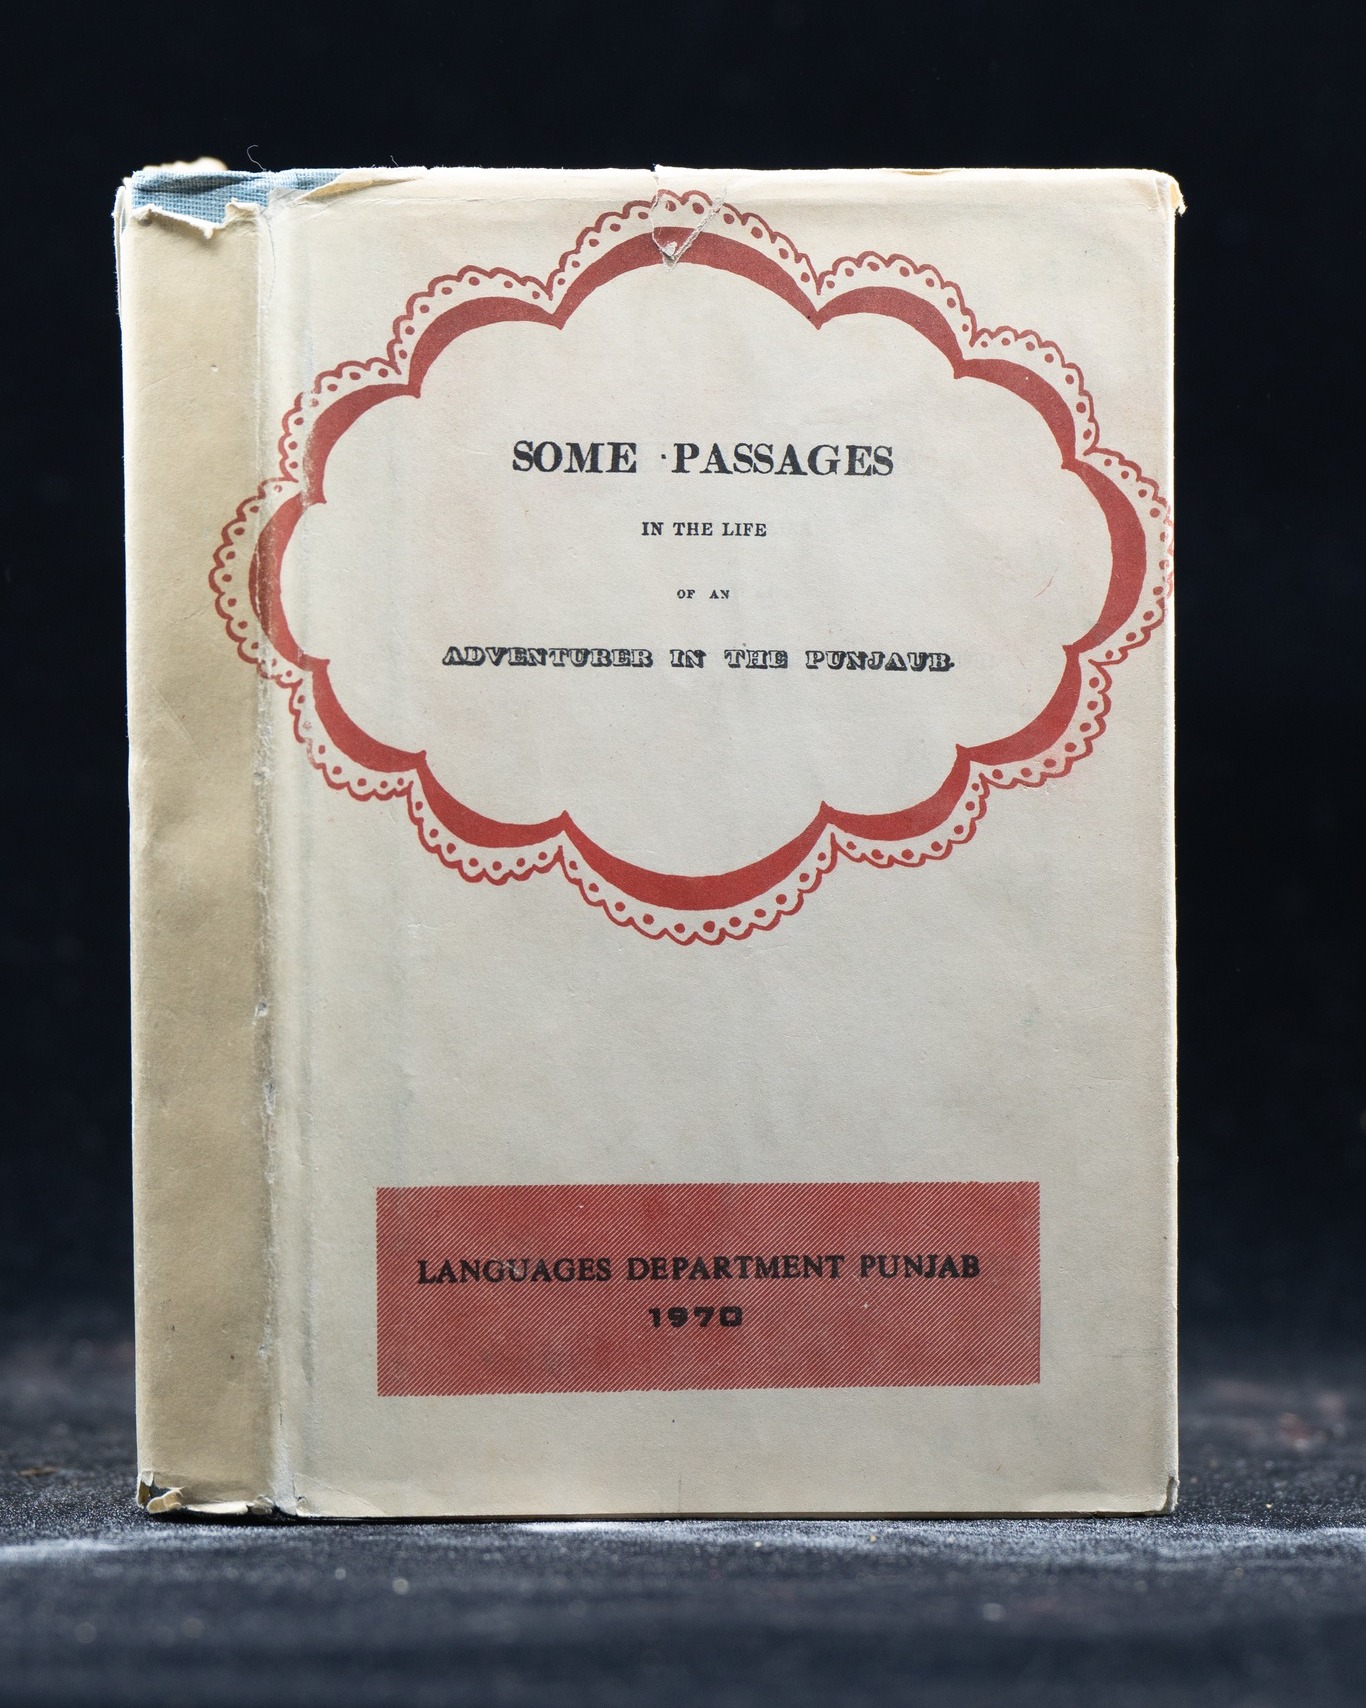 SOME PASSAGES
IN THE LIFE
OF AN
ADVENTURER IN THE PUNJAUB
LANGUAGES DEPARTMENT PUNJAB
1970